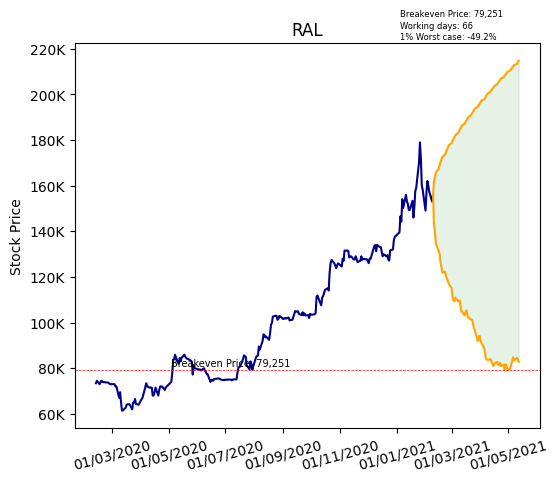 Breakeven Price: 79,251
Working days: 66
1% Worst case: -49.2%
RAL
220K
200K
180K
160K
140K
120K
100K
80K
60K
Stock Price
Breakeven Price: 79,251
01/03/2020
01/05/2020
01/07/2020
01/09/2020
01/11/2020
01/01/2021
01/03/2021
01/05/2021